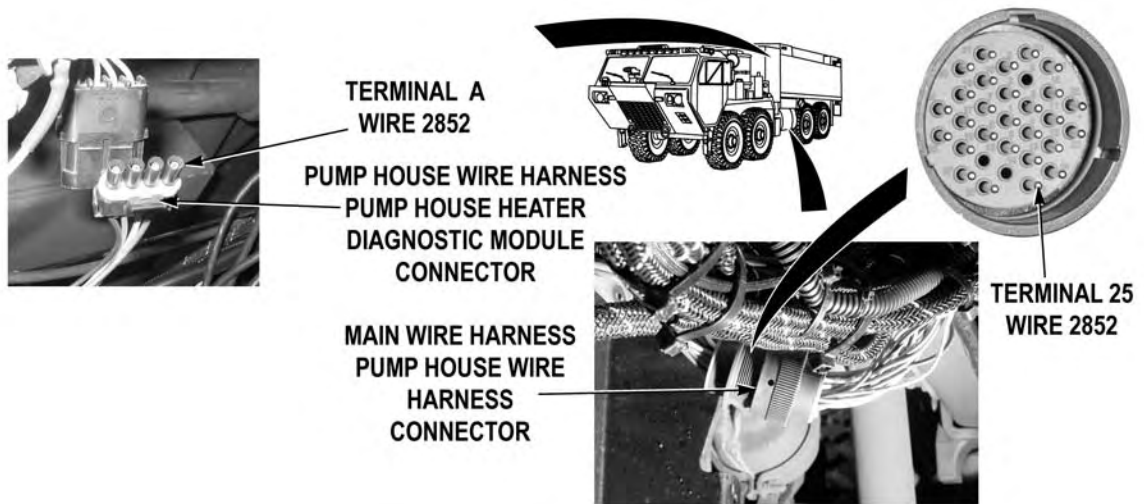 TERMINAL A
WIRE 2852
PUMP HOUSE WIRE HARNESS
PUMP HOUSE HEATER
DIAGNOSTIC MODULE
CONNECTOR
MAIN WIRE HARNESS
PUMP HOUSE WIRE
HARNESS
CONNECTOR
TERMINAL 25
WIRE 2852